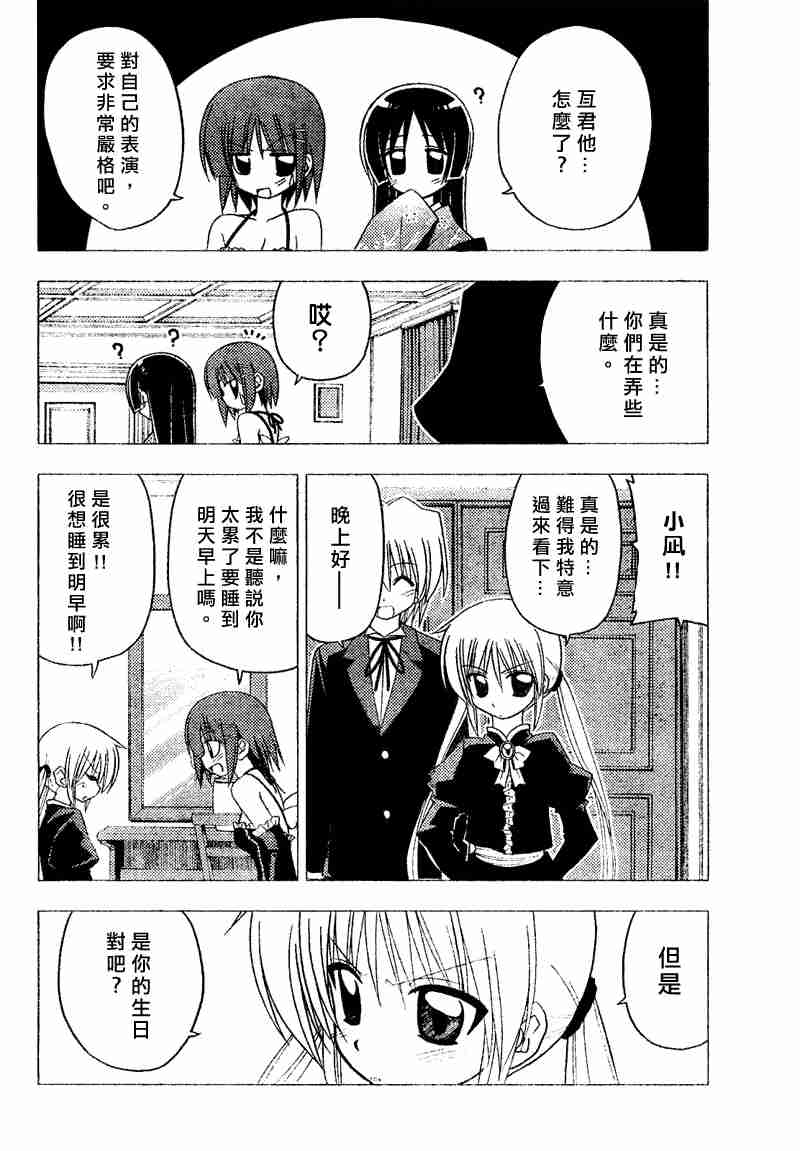 亙君他…
怎麼了?
?
對自己的表演，
要求非常嚴格吧。
真是的…
你們在弄些
什麼。
哎?
?
?
小凪!!
真是的…
難得我特意
過來看下…
晚上好—
什麼嘛，
我不是聽說你
太累了要睡到
明天早上嗎。
是很累!!
很想睡到明早啊!!
但是
是你的生日
對吧?